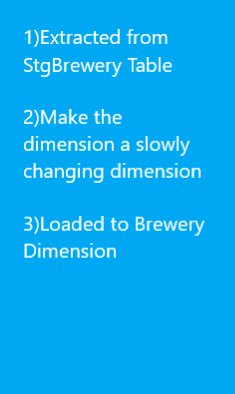 1)Extracted from
StgBrewery Table
2)Make the
dimension a slowly
changing dimension
3)Loaded to Brewery
Dimension